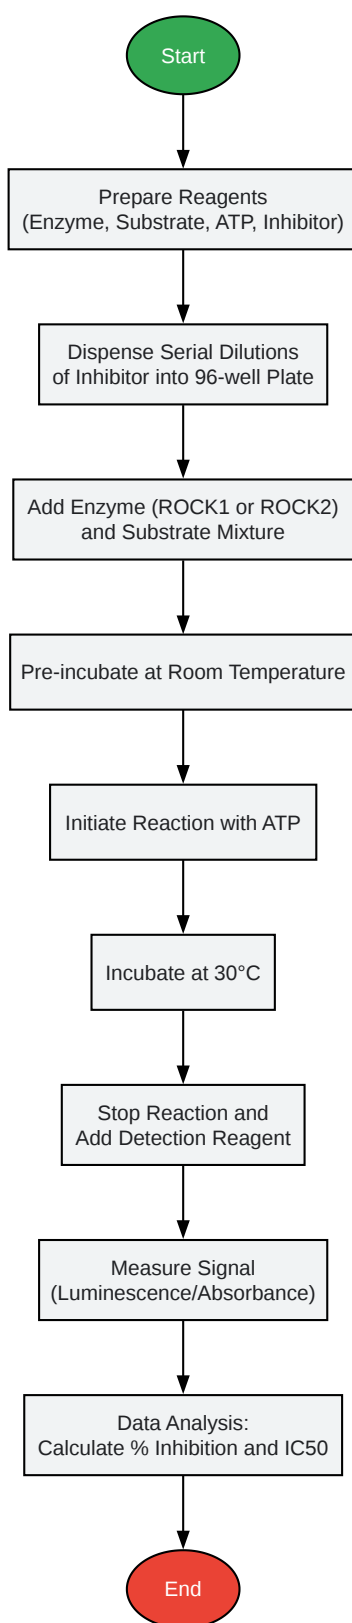 Start
Prepare Reagents
(Enzyme, Substrate, ATP, Inhibitor)
Dispense Serial Dilutions
of Inhibitor into 96-well Plate
Add Enzyme (ROCK1 or ROCK2)
and Substrate Mixture
Pre-incubate at Room Temperature
Initiate Reaction with ATP
Incubate at 30°C
Stop Reaction and
Add Detection Reagent
Measure Signal
(Luminescence/Absorbance)
Data Analysis:
Calculate % Inhibition and IC50
End